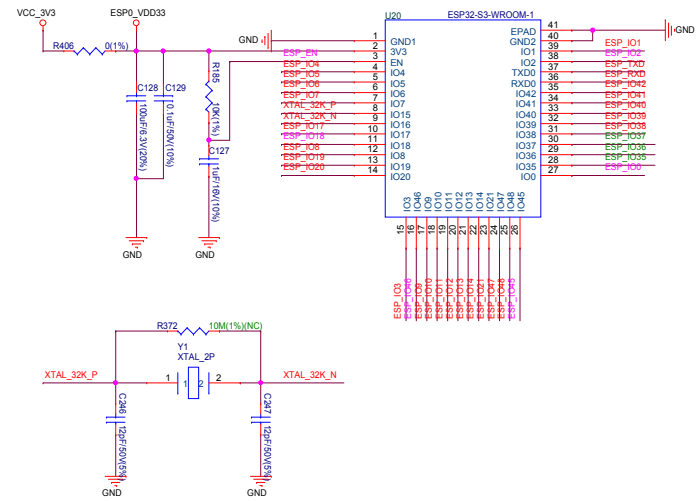 VCC_3V3
ESP0_VDD33
R406
0(1%)
C128
100uF/6.3V(20%)
C129
0.1uF/50V(10%)
R185
10K(1%)
C127
1uF/16V(10%)
GND
GND
GND
U20
ESP32-S3-WROOM-1
ESP_EN
ESP_IO4
ESP_IO5
ESP_IO6
ESP_IO7
XTAL_32K_P
XTAL_32K_N
ESP_IO17
ESP_IO18
ESP_IO8
ESP_IO19
ESP_IO20
1 GND1
2 3V3
3 EN
4 IO4
5 IO5
6 IO6
7 IO7
8 IO15
9 IO16
10 IO17
11 IO18
12 IO8
13 IO19
14 IO20
EPAD 41
GND2 40
IO1 39
IO2 38
TXD0 37
RXD0 36
IO42 35
IO41 34
IO40 33
IO39 32
IO38 31
IO37 30
IO36 29
IO35 28
IO0 27
GND
ESP_IO1
ESP_IO2
ESP_TXD
ESP_RXD
ESP_IO42
ESP_IO41
ESP_IO40
ESP_IO39
ESP_IO38
ESP_IO37
ESP_IO36
ESP_IO35
ESP_IO0
IO3 15
IO46 16
IO9 17
IO10 18
IO11 19
IO12 20
IO13 21
IO14 22
IO21 23
IO47 24
IO48 25
IO45 26
ESP_IO3
ESP_IO46
ESP_IO9
ESP_IO10
ESP_IO11
ESP_IO12
ESP_IO13
ESP_IO14
ESP_IO21
ESP_IO47
ESP_IO48
ESP_IO45
R372
10M(1%)(NC)
Y1
XTAL_2P
XTAL_32K_P
1
1
2
2
XTAL_32K_N
C246
12pF/50V(5%)
C247
12pF/50V(5%)
GND
GND